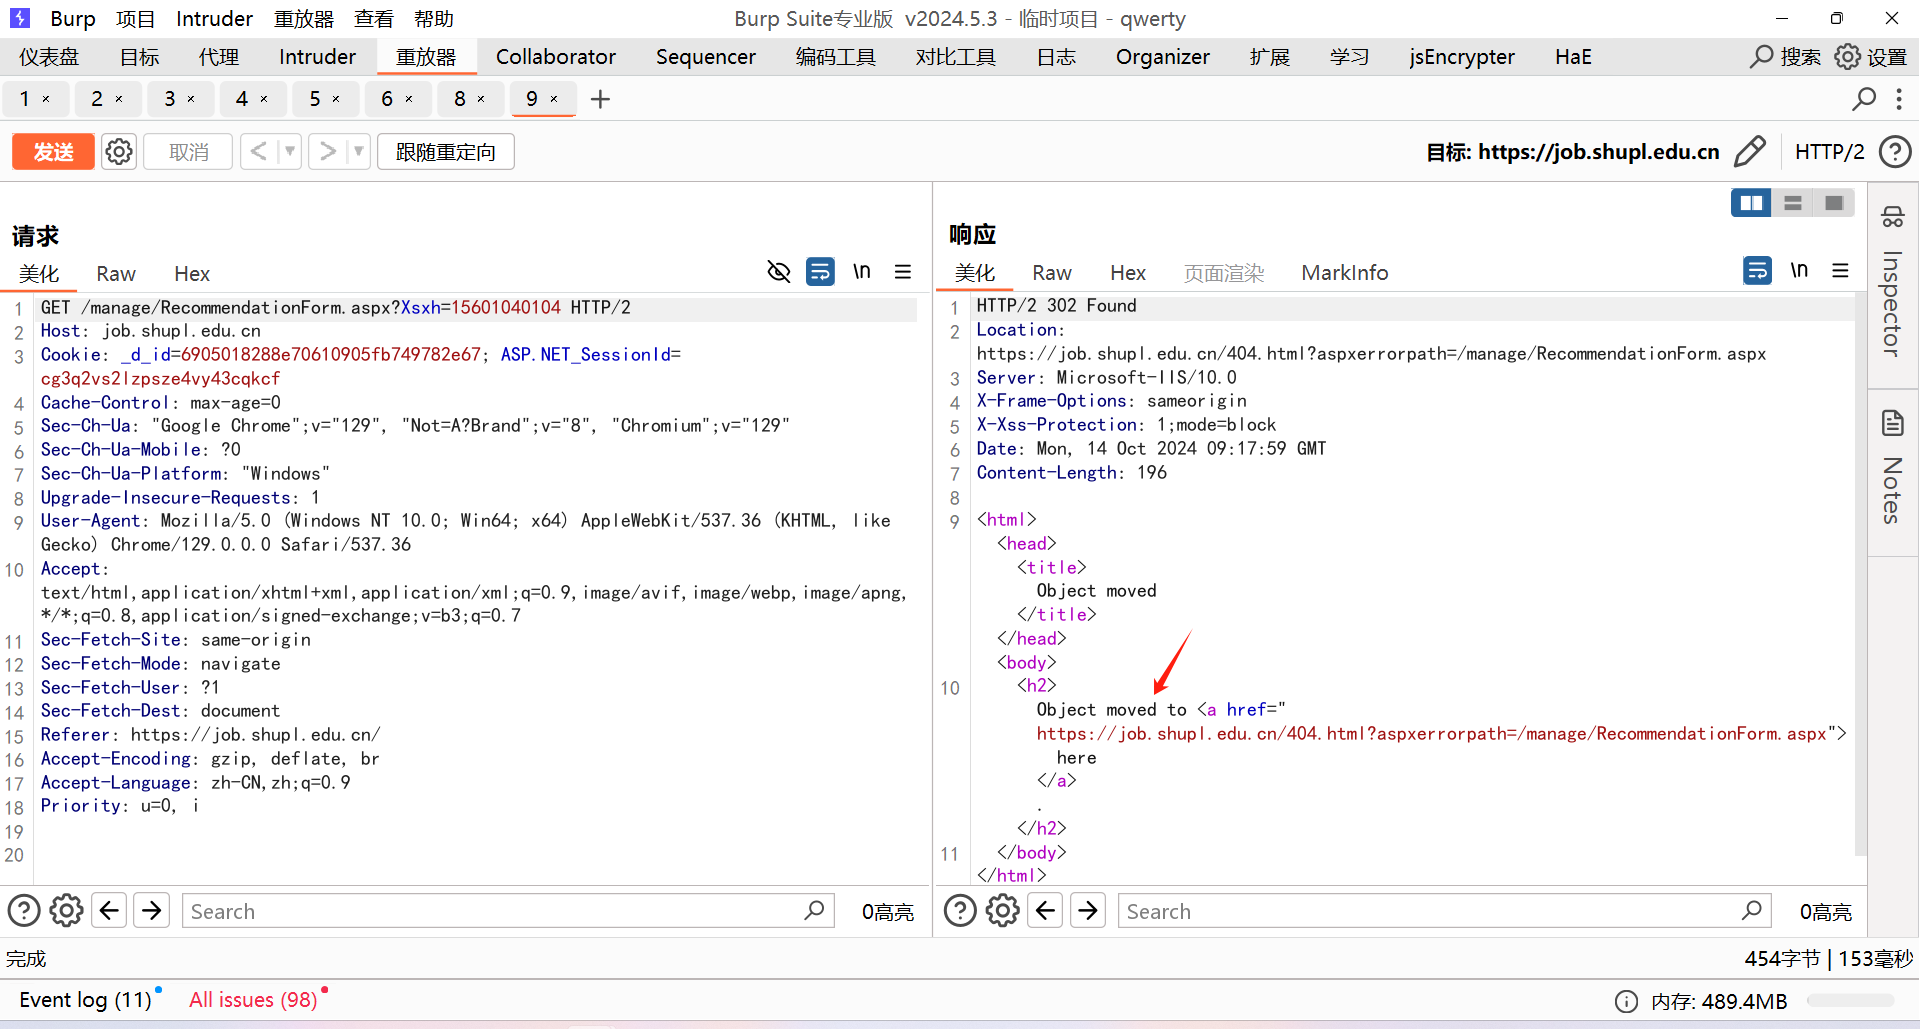 Burp 项目 Intruder 重放器 查看 帮助 Burp Suite专业版 v2024.5.3 - 临时项目 - qwerty
仪表盘 目标 代理 Intruder 重放器 Collaborator Sequencer 编码工具 对比工具 日志 Organizer 扩展 学习 jsEncrypter HaE 搜索 设置
1 × 2 × 3 × 4 × 5 × 6 × 8 × 9 × +
发送 取消 < > 跟随重定向 目标: https://job.shupl.edu.cn HTTP/2
请求
美化 Raw Hex \n
1 GET /manage/RecommendationForm.aspx?Xsxh=15601040104 HTTP/2
2 Host: job.shupl.edu.cn
3 Cookie: _d_id=6905018288e70610905fb749782e67; ASP.NET_SessionId=
cg3q2vs2lzpsze4vy43cqkcf
4 Cache-Control: max-age=0
5 Sec-Ch-Ua: "Google Chrome";v="129", "Not=A?Brand";v="8", "Chromium";v="129"
6 Sec-Ch-Ua-Mobile: ?0
7 Sec-Ch-Ua-Platform: "Windows"
8 Upgrade-Insecure-Requests: 1
9 User-Agent: Mozilla/5.0 (Windows NT 10.0; Win64; x64) AppleWebKit/537.36 (KHTML, like
Gecko) Chrome/129.0.0.0 Safari/537.36
10 Accept:
text/html,application/xhtml+xml,application/xml;q=0.9,image/avif,image/webp,image/apng,
*/*;q=0.8,application/signed-exchange;v=b3;q=0.7
11 Sec-Fetch-Site: same-origin
12 Sec-Fetch-Mode: navigate
13 Sec-Fetch-User: ?1
14 Sec-Fetch-Dest: document
15 Referer: https://job.shupl.edu.cn/
16 Accept-Encoding: gzip, deflate, br
17 Accept-Language: zh-CN,zh;q=0.9
18 Priority: u=0, i
19
20
Search 0高亮
响应
美化 Raw Hex 页面渲染 MarkInfo \n
1 HTTP/2 302 Found
2 Location:
https://job.shupl.edu.cn/404.html?aspxerrorpath=/manage/RecommendationForm.aspx
3 Server: Microsoft-IIS/10.0
4 X-Frame-Options: sameorigin
5 X-Xss-Protection: 1;mode=block
6 Date: Mon, 14 Oct 2024 09:17:59 GMT
7 Content-Length: 196
8
9 <html>
<head>
<title>
Object moved
</title>
</head>
<body>
10 <h2>
Object moved to <a href="
https://job.shupl.edu.cn/404.html?aspxerrorpath=/manage/RecommendationForm.aspx">
here
</a>
.
</h2>
11 </body>
</html>
Search 0高亮
Inspector
Notes
完成 454字节 | 153毫秒
Event log (11) All issues (98) 内存: 489.4MB